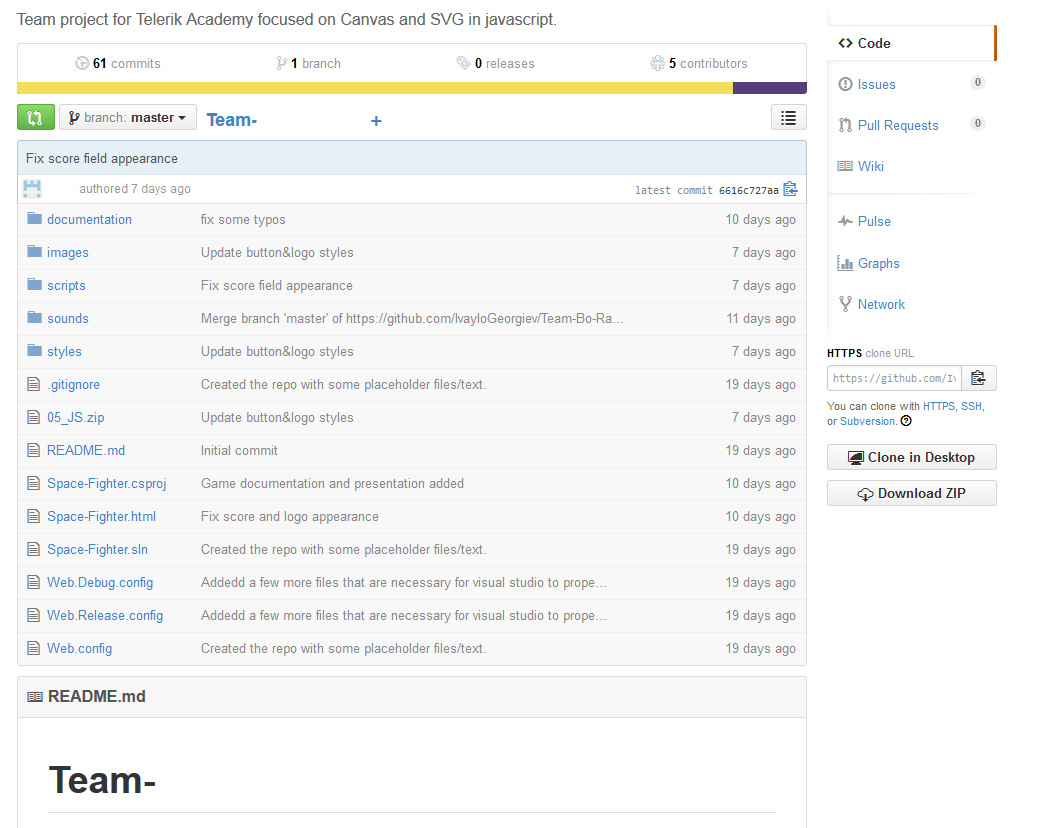 Team project for Telerik Academy focused on Canvas and SVG in javascript.
61 commits 1 branch 0 releases 5 contributors
branch: master Team- +
Fix score field appearance
authored 7 days ago latest commit 6616c727aa
documentation fix some typos 10 days ago
images Update button&logo styles 7 days ago
scripts Fix score field appearance 7 days ago
sounds Merge branch 'master' of https://github.com/IvayloGeorgiev/Team-Bo-Ra… 11 days ago
styles Update button&logo styles 7 days ago
.gitignore Created the repo with some placeholder files/text. 19 days ago
05_JS.zip Update button&logo styles 7 days ago
README.md Initial commit 19 days ago
Space-Fighter.csproj Game documentation and presentation added 10 days ago
Space-Fighter.html Fix score and logo appearance 10 days ago
Space-Fighter.sln Created the repo with some placeholder files/text. 19 days ago
Web.Debug.config Addedd a few more files that are necessary for visual studio to prope… 19 days ago
Web.Release.config Addedd a few more files that are necessary for visual studio to prope… 19 days ago
Web.config Created the repo with some placeholder files/text. 19 days ago
README.md
Team-
Code
Issues 0
Pull Requests 0
Wiki
Pulse
Graphs
Network
HTTPS clone URL
https://github.com/Iv
You can clone with HTTPS, SSH,
or Subversion.
Clone in Desktop
Download ZIP